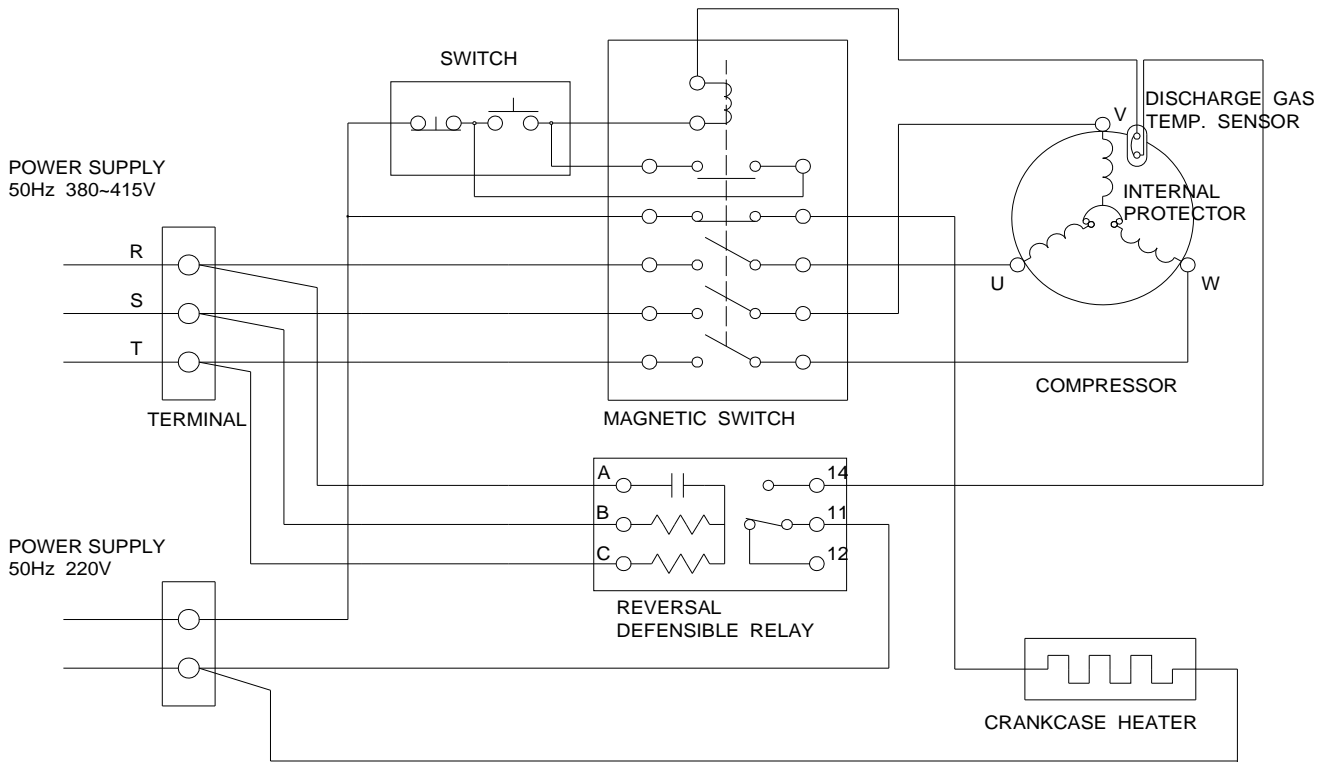 SWITCH
DISCHARGE GAS
TEMP. SENSOR
V
POWER SUPPLY
50Hz 380~415V
INTERNAL
PROTECTOR
R
U
W
S
T
COMPRESSOR
TERMINAL
MAGNETIC SWITCH
A
14
B
11
POWER SUPPLY
50Hz 220V
C
12
REVERSAL
DEFENSIBLE RELAY
CRANKCASE HEATER